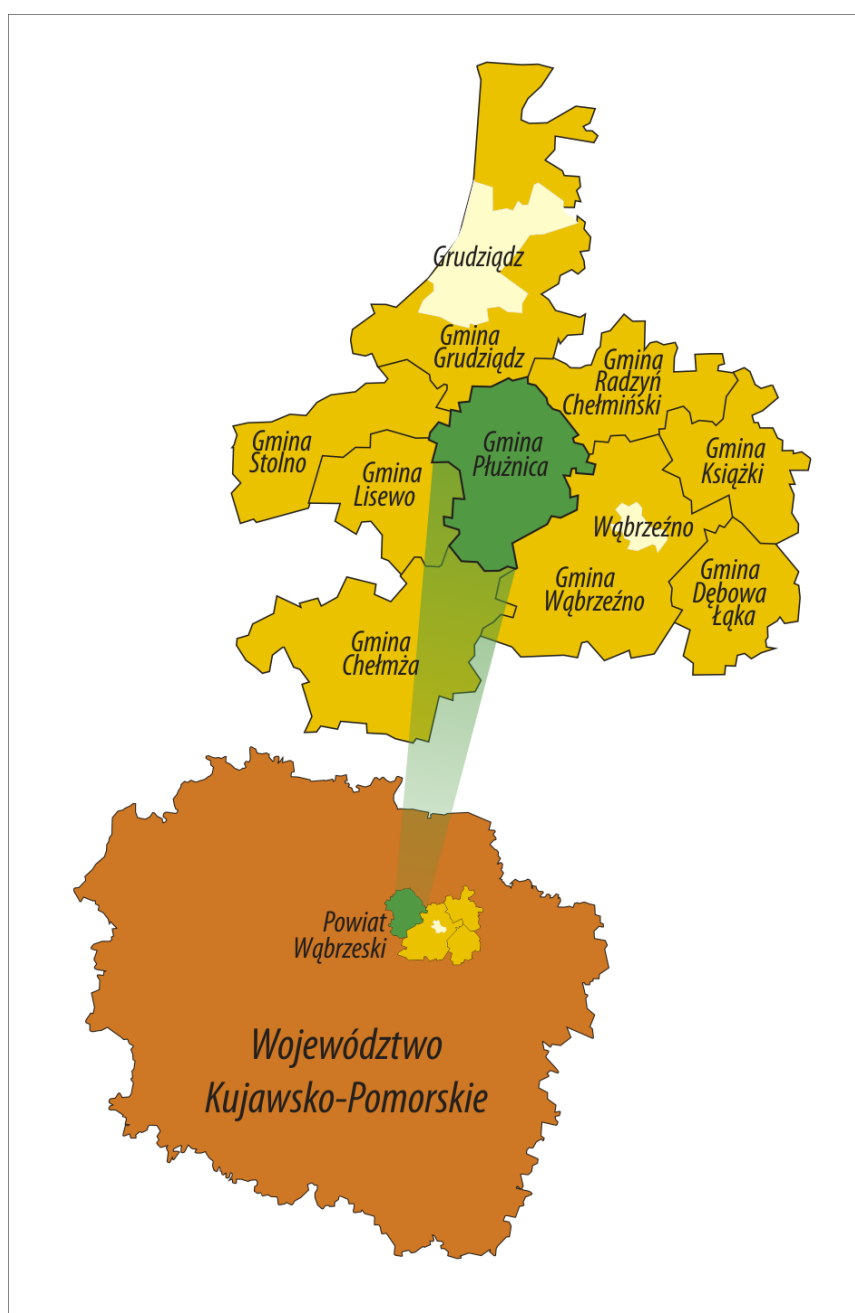 Grudziądz
Gmina
Grudziądz
Gmina
Radzyń
Chełmiński
Gmina
Stolno
Gmina
Lisewo
Gmina
Płużnica
Gmina
Książki
Wąbrzeźno
Gmina
Wąbrzeźno
Gmina
Dębowa
Łąka
Gmina
Chełmża
Powiat
Wąbrzeski
Województwo
Kujawsko-Pomorskie